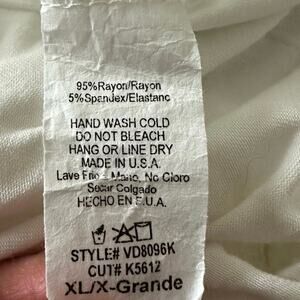 95%Rayon/Rayon
5%Spandex/Elastano
HAND WASH COLD
DO NOT BLEACH
HANG OR LINE DRY
MADE IN U.S.A.
Lave Frio - Mano, No Cloro
Secar Colgado
HECHO EN E.U.A.
STYLE# VD8096K
CUT# K5612
XL/X-Grande